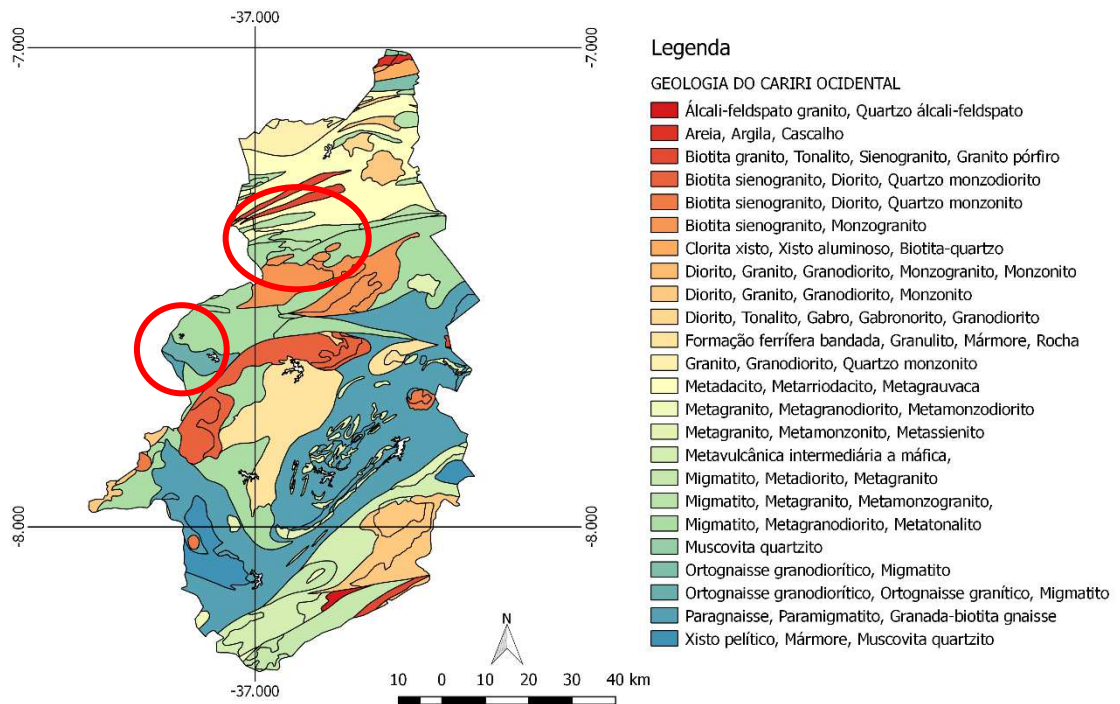 -37.000
-7.000
-7.000
-8.000
-8.000
-37.000
N
10 0 10 20 30 40 km
Legenda
GEOLOGIA DO CARIRI OCIDENTAL
Álcali-feldspato granito, Quartzo álcali-feldspato
Areia, Argila, Cascalho
Biotita granito, Tonalito, Sienogranito, Granito pórfiro
Biotita sienogranito, Diorito, Quartzo monzodiorito
Biotita sienogranito, Diorito, Quartzo monzonito
Biotita sienogranito, Monzogranito
Clorita xisto, Xisto aluminoso, Biotita-quartzo
Diorito, Granito, Granodiorito, Monzogranito, Monzonito
Diorito, Granito, Granodiorito, Monzonito
Diorito, Tonalito, Gabro, Gabronorito, Granodiorito
Formação ferrífera bandada, Granulito, Mármore, Rocha
Granito, Granodiorito, Quartzo monzonito
Metadacito, Metarriodacito, Metagrauvaca
Metagranito, Metagranodiorito, Metamonzodiorito
Metagranito, Metamonzonito, Metassienito
Metavulcânica intermediária a máfica,
Migmatito, Metadiorito, Metagranito
Migmatito, Metagranito, Metamonzogranito,
Migmatito, Metagranodiorito, Metatonalito
Muscovita quartzito
Ortognaisse granodiorítico, Migmatito
Ortognaisse granodiorítico, Ortognaisse granítico, Migmatito
Paragnaisse, Paramigmatito, Granada-biotita gnaisse
Xisto pelítico, Mármore, Muscovita quartzito